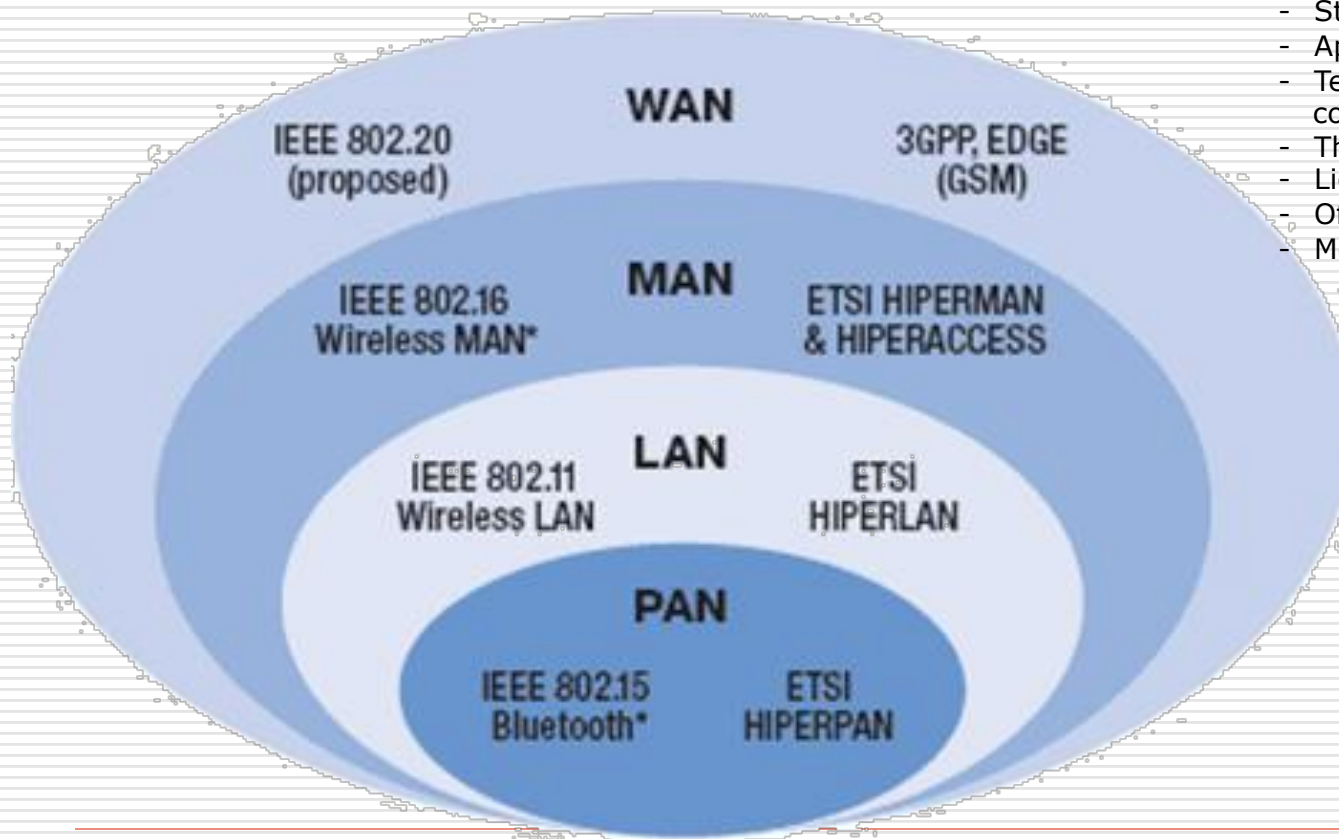 WAN
IEEE 802.20
(proposed)
3GPP, EDGE
(GSM)
MAN
IEEE 802.16
Wireless MAN*
ETSI HIPERMAN
& HIPERACCESS
LAN
IEEE 802.11
Wireless LAN
ETSI
HIPERLAN
PAN
IEEE 802.15
Bluetooth*
ETSI
HIPERPAN